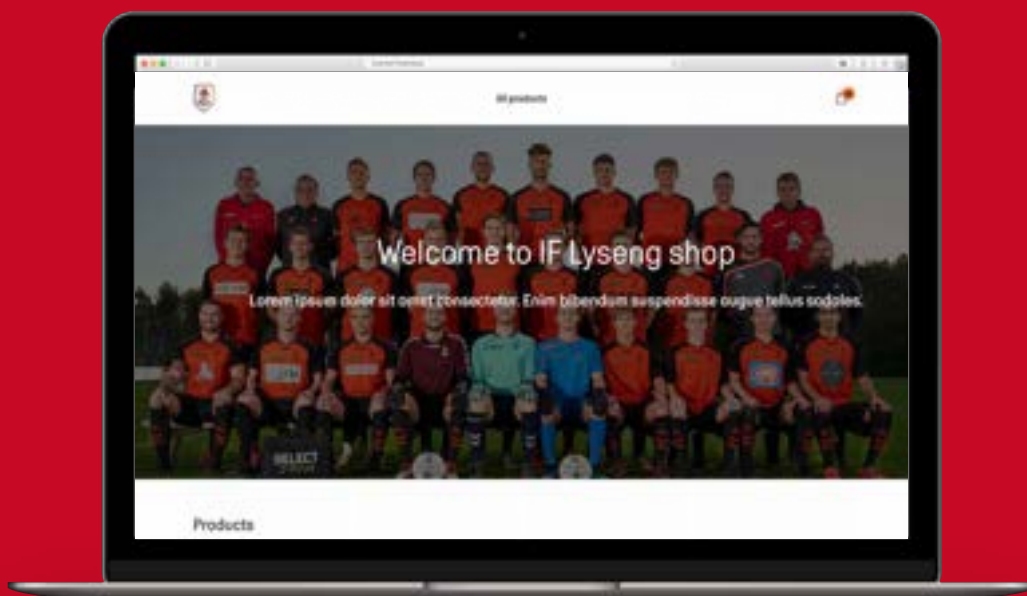 All products
Welcome to IF Lyseng shop
Lorem ipsum dolor sit amet consectetur. Enim bibendum suspendisse augue tellus sodales.
SELECT
Products